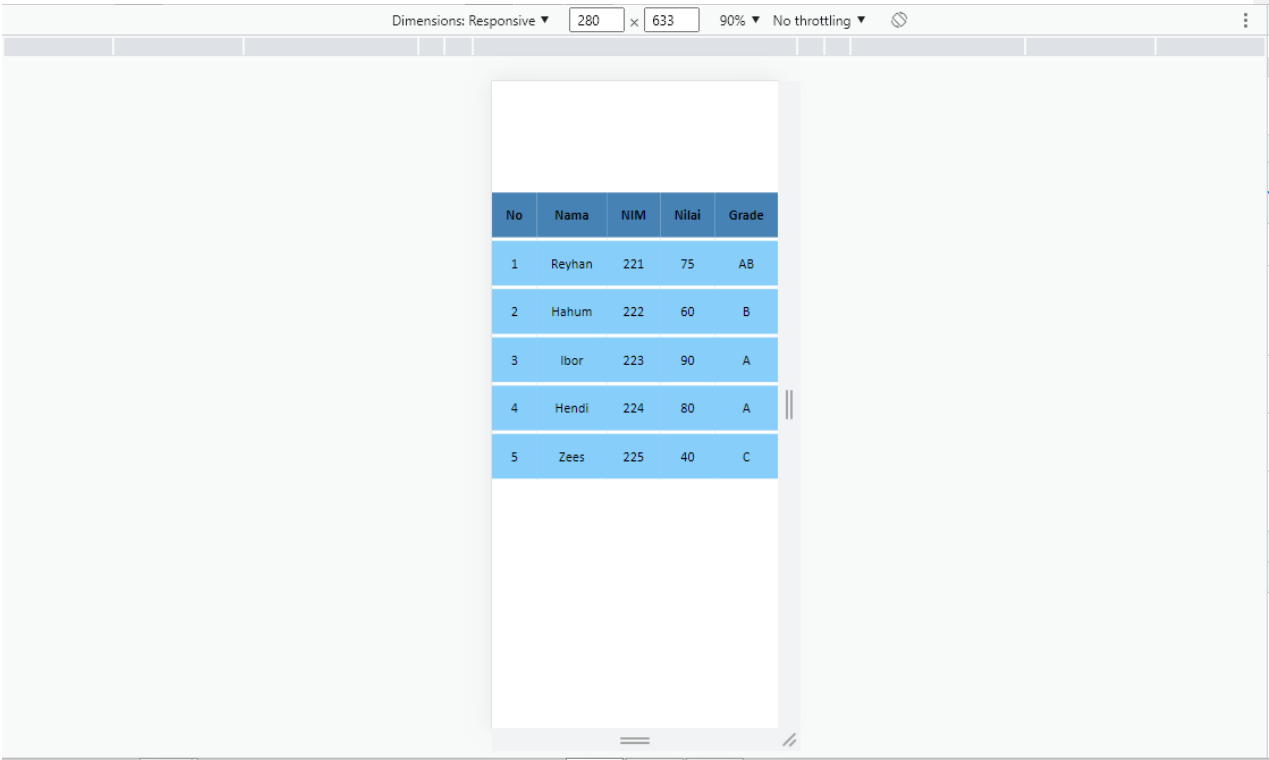 Dimensions: Responsive ▼ 280 × 633 90% ▼ No throttling ▼
No Nama NIM Nilai Grade
1 Reyhan 221 75 AB
2 Hahum 222 60 B
3 Ibor 223 90 A
4 Hendi 224 80 A
5 Zees 225 40 C